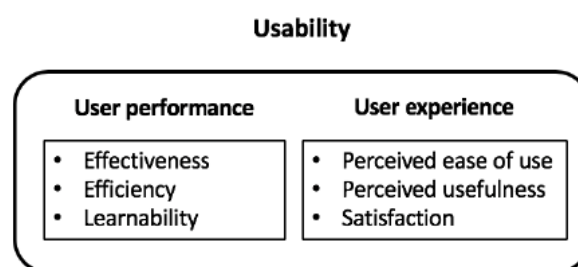 Usability
User performance
• Effectiveness
• Efficiency
• Learnability
User experience
• Perceived ease of use
• Perceived usefulness
• Satisfaction